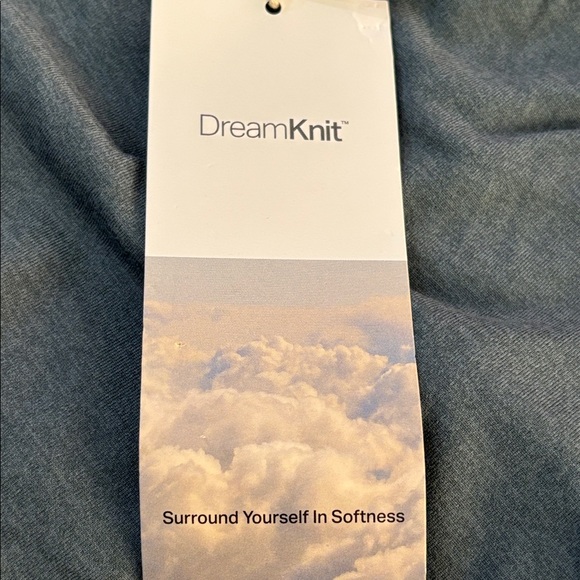 DreamKnit™
Surround Yourself In Softness